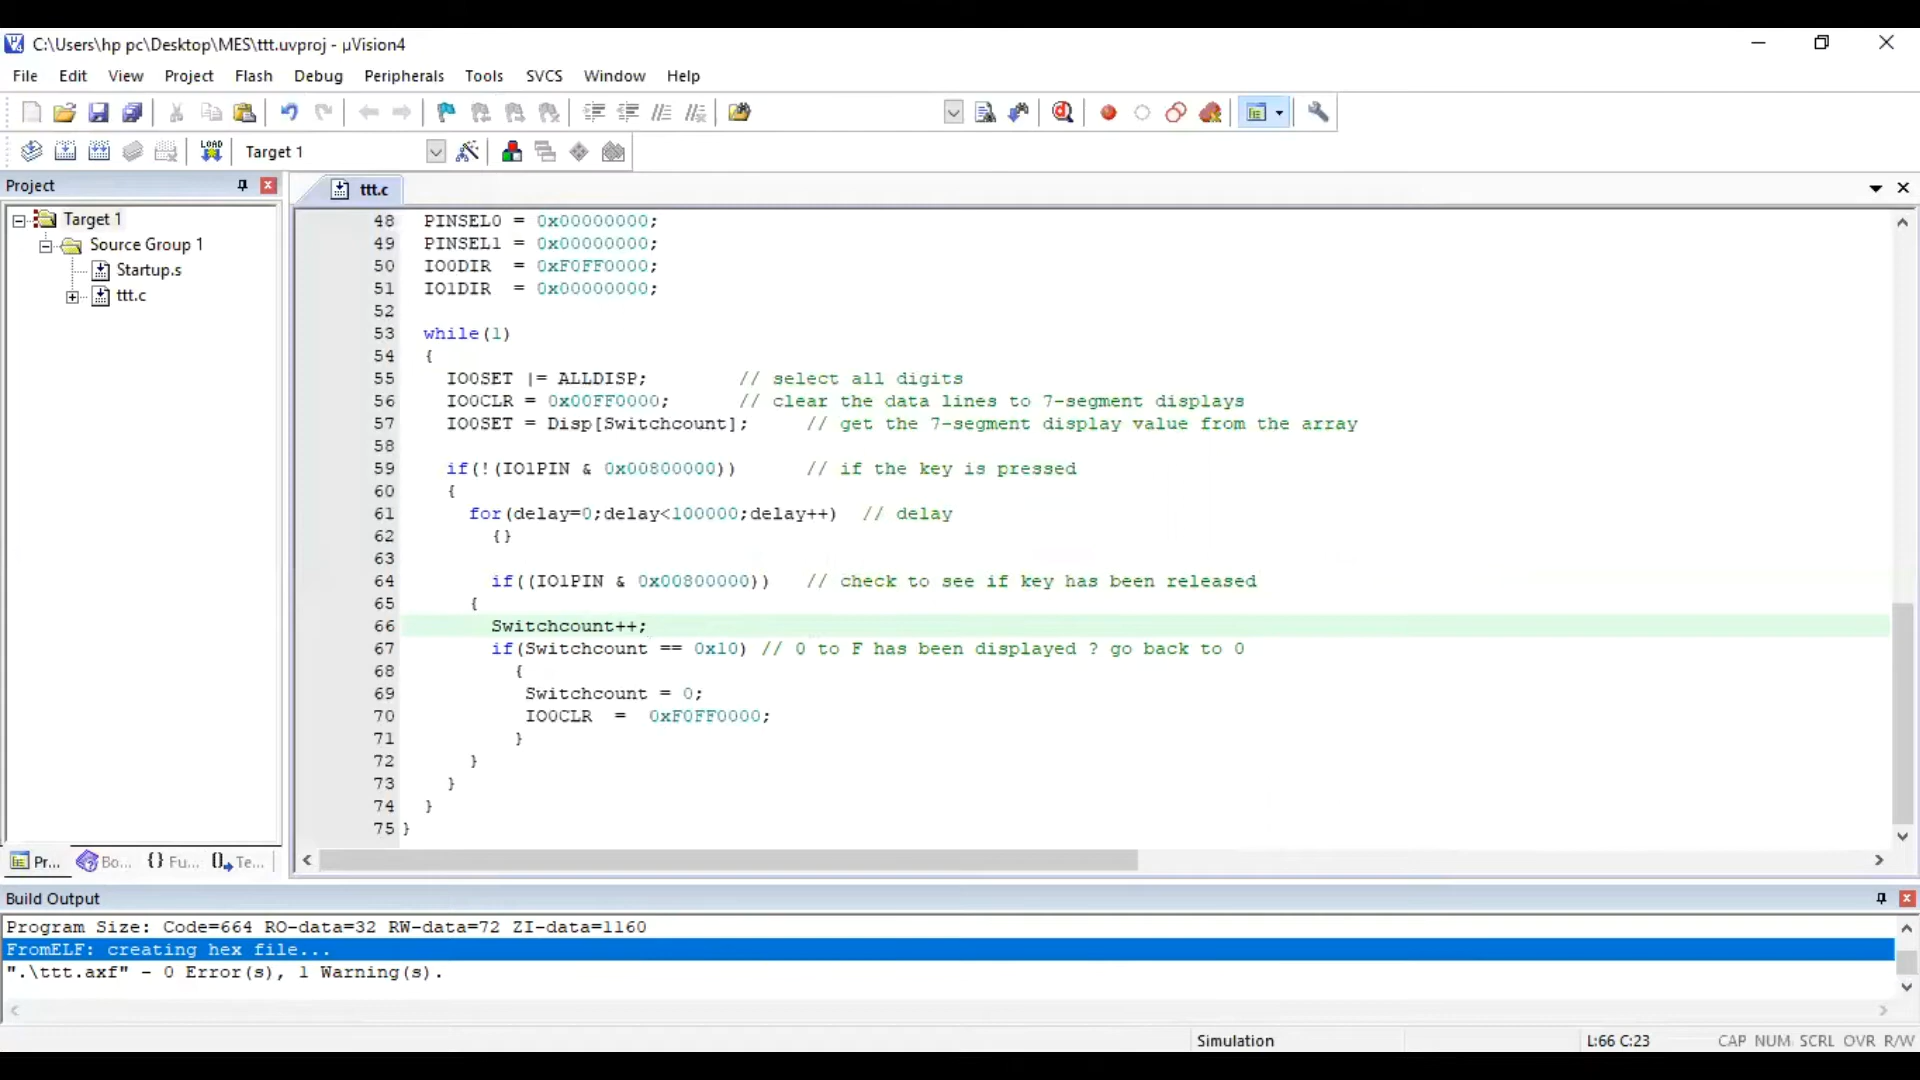 C:\Users\hp pc\Desktop\MES\ttt.uvproj - µVision4
File Edit View Project Flash Debug Peripherals Tools SVCS Window Help
LOAD Target 1
Project
ttt.c
Target 1
Source Group 1
Startup.s
ttt.c
48 PINSEL0 = 0x00000000;
49 PINSEL1 = 0x00000000;
50 IO0DIR = 0xF0FF0000;
51 IO1DIR = 0x00000000;
52
53 while(1)
54 {
55 IO0SET |= ALLDISP; // select all digits
56 IO0CLR = 0x00FF0000; // clear the data lines to 7-segment displays
57 IO0SET = Disp[Switchcount]; // get the 7-segment display value from the array
58
59 if(!(IO1PIN & 0x00800000)) // if the key is pressed
60 {
61 for(delay=0;delay<100000;delay++) // delay
62 {}
63
64 if((IO1PIN & 0x00800000)) // check to see if key has been released
65 {
66 Switchcount++;
67 if(Switchcount == 0x10) // 0 to F has been displayed ? go back to 0
68 {
69 Switchcount = 0;
70 IO0CLR = 0xF0FF0000;
71 }
72 }
73 }
74 }
75 }
Pr... Bo... {} Fu... Te...
Build Output
Program Size: Code=664 RO-data=32 RW-data=72 ZI-data=1160
FromELF: creating hex file...
".\ttt.axf" - 0 Error(s), 1 Warning(s).
Simulation L:66 C:23 CAP NUM SCRL OVR R/W